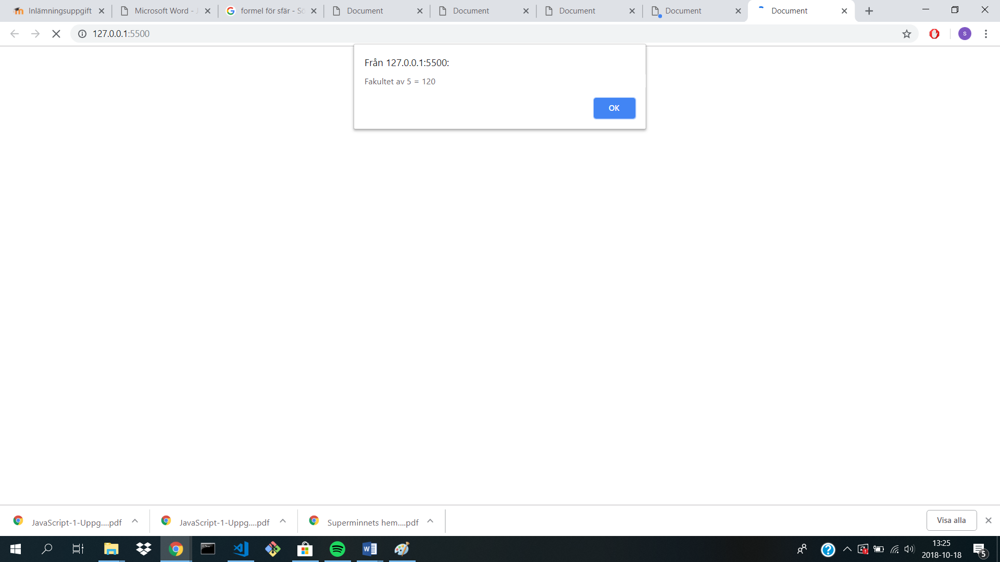 Inlämningsuppgift
Microsoft Word - J
formel för sfär - Sö
Document
Document
Document
Document
Document
127.0.0.1:5500
s
Från 127.0.0.1:5500:
Fakultet av 5 = 120
OK
JavaScript-1-Uppg....pdf
JavaScript-1-Uppg....pdf
Superminnets hem....pdf
Visa alla
13:25
2018-10-18
5